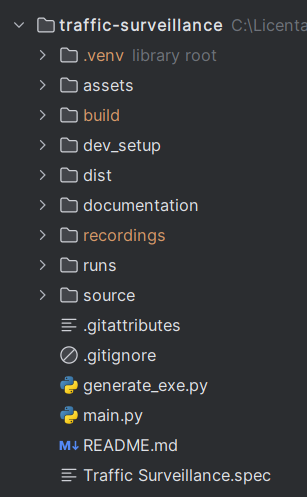 traffic-surveillance C:\Licenta
.venv library root
assets
build
dev_setup
dist
documentation
recordings
runs
source
.gitattributes
.gitignore
generate_exe.py
main.py
M↓ README.md
Traffic Surveillance.spec